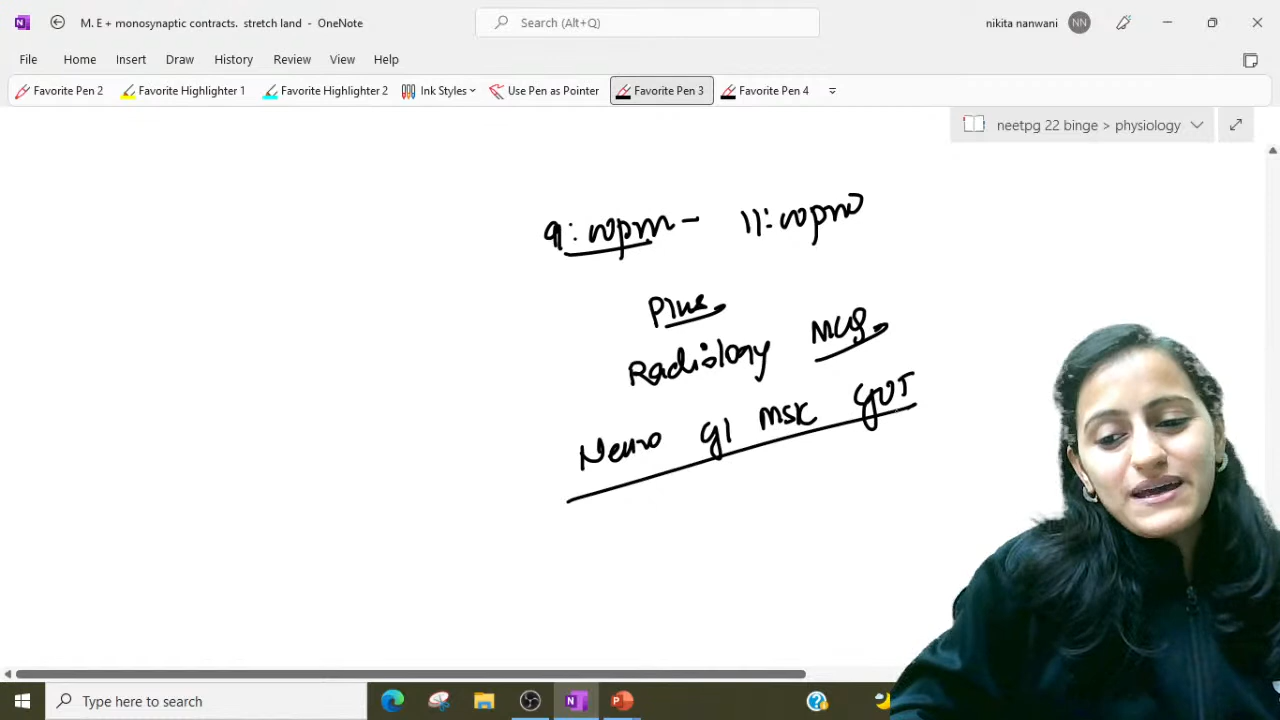 M. E + monosynaptic contracts. stretch land - OneNote
Search (Alt+Q)
nikita nanwani NN
File Home Insert Draw History Review View Help
Favorite Pen 2 Favorite Highlighter 1 Favorite Highlighter 2 Ink Styles Use Pen as Pointer Favorite Pen 3 Favorite Pen 4
neetpg 22 binge > physiology
9:00pm - 11:00pm
Plus
Radiology MCQ
Neuro GI MSK GUT
Type here to search